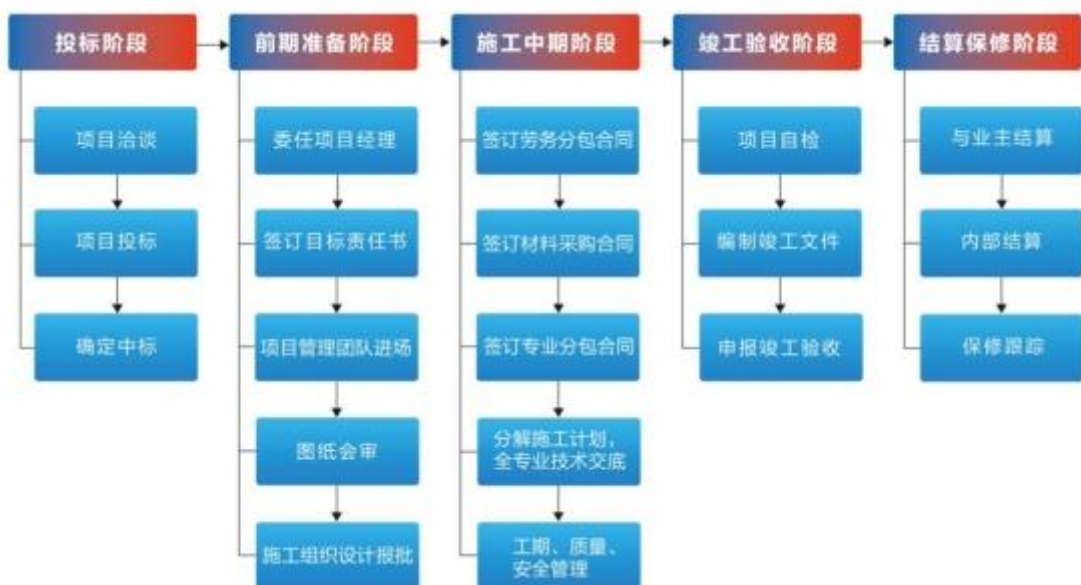 投标阶段
前期准备阶段
施工中期阶段
竣工验收阶段
结算保修阶段
项目洽谈
项目投标
确定中标
委任项目经理
签订目标责任书
项目管理团队进场
图纸会审
施工组织设计报批
签订劳务分包合同
签订材料采购合同
签订专业分包合同
分解施工计划，
全专业技术交底
工期、质量、
安全管理
项目自检
编制竣工文件
申报竣工验收
与业主结算
内部结算
保修跟踪